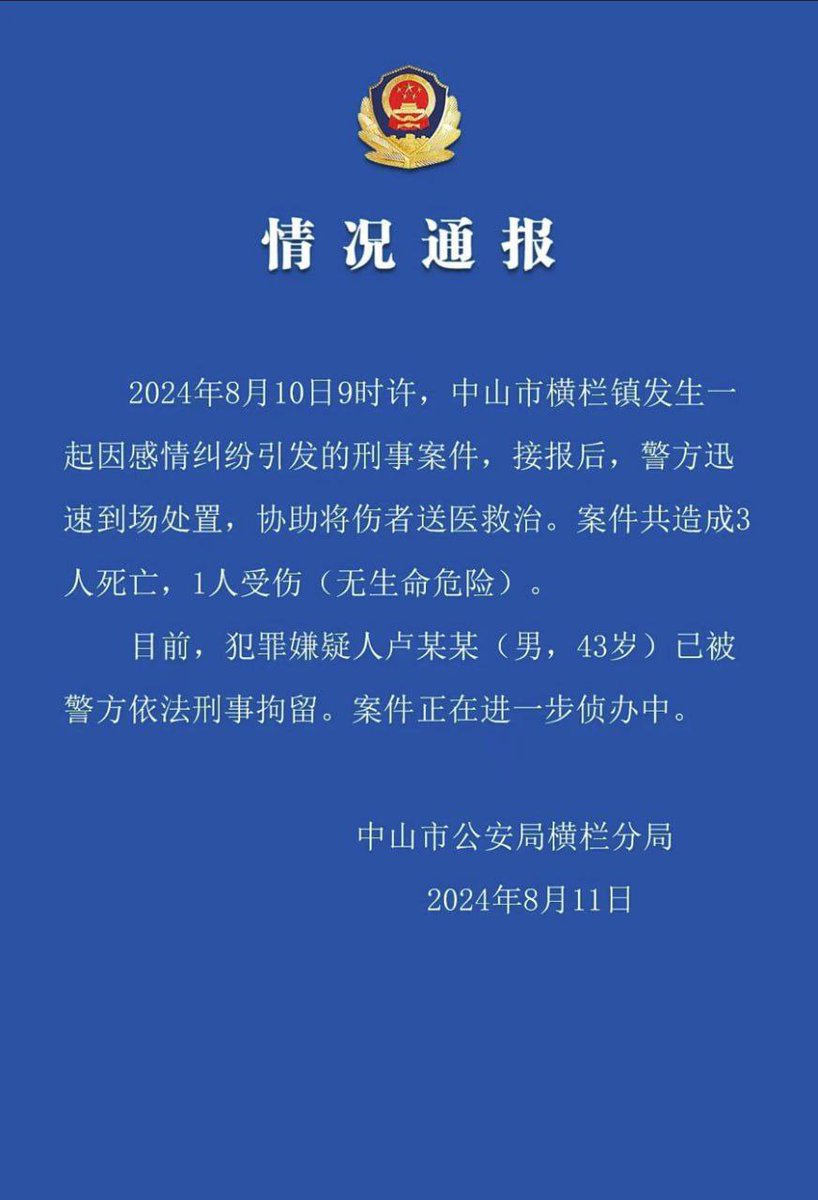 情况通报
2024年8月10日9时许，中山市横栏镇发生一
起因感情纠纷引发的刑事案件，接报后，警方迅
速到场处置，协助将伤者送医救治。案件共造成3
人死亡，1人受伤（无生命危险）。
目前，犯罪嫌疑人卢某某（男，43岁）已被
警方依法刑事拘留。案件正在进一步侦办中。
中山市公安局横栏分局
2024年8月11日